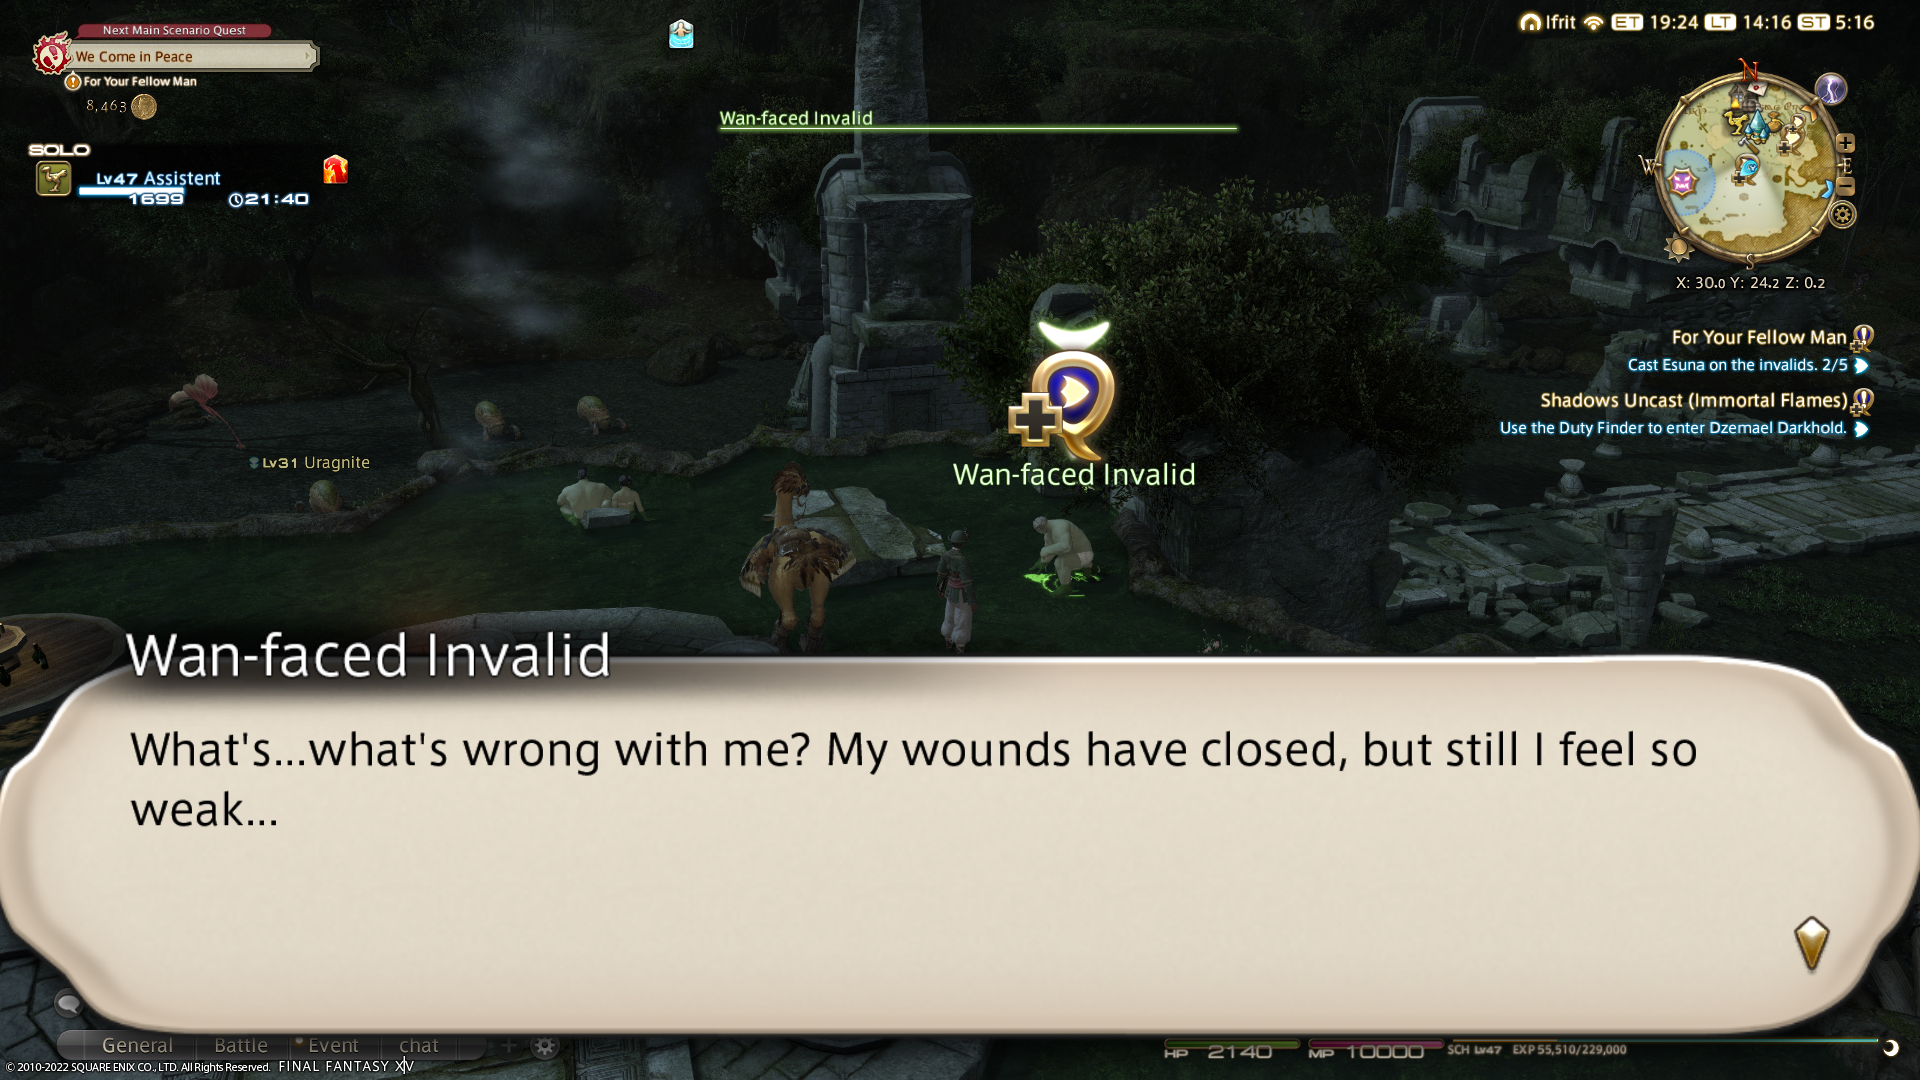 Next Main Scenario Quest
We Come in Peace
For Your Fellow Man
8,463
SOLO
Lv47 Assistent
1699
21:40
Wan-faced Invalid
Ifrit ET 19:24 LT 14:16 ST 5:16
N
W
E
S
X: 30.0 Y: 24.2 Z: 0.2
For Your Fellow Man
Cast Esuna on the invalids. 2/5
Shadows Uncast (Immortal Flames)
Use the Duty Finder to enter Dzemael Darkhold.
Lv31 Uragnite
Wan-faced Invalid
Wan-faced Invalid
What's...what's wrong with me? My wounds have closed, but still I feel so
weak...
General Battle Event chat
HP 2140 MP 10000 SCH Lv47 EXP 55,510/229,000
© 2010-2022 SQUARE ENIX CO., LTD. All Rights Reserved. FINAL FANTASY XIV